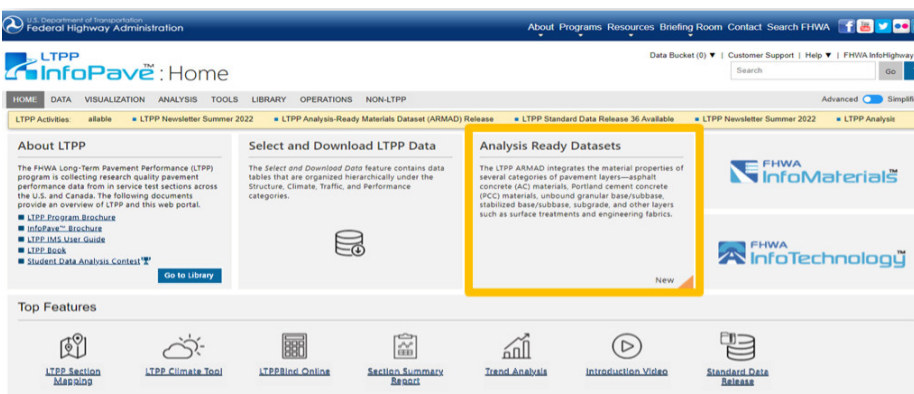 U.S. Department of Transportation
Federal Highway Administration
About Programs Resources Briefing Room Contact Search FHWA
LTPP
InfoPave™ : Home
Data Bucket (0) ▼ | Customer Support | Help ▼ | FHWA InfoHighway
Search
Go
HOME DATA VISUALIZATION ANALYSIS TOOLS LIBRARY OPERATIONS NON-LTPP
Advanced Simplifi
LTPP Activities: ailable ■ LTPP Newsletter Summer 2022 ■ LTPP Analysis-Ready Materials Dataset (ARMAD) Release ■ LTPP Standard Data Release 36 Available ■ LTPP Newsletter Summer 2022 ■ LTPP Analysis
About LTPP
The FHWA Long-Term Pavement Performance (LTPP)
program is collecting research quality pavement
performance data from in service test sections across
the U.S. and Canada. The following documents
provide an overview of LTPP and this web portal.
LTPP Program Brochure
InfoPave™ Brochure
LTPP IMS User Guide
LTPP Book
Student Data Analysis Contest
Go to Library
Select and Download LTPP Data
The Select and Download Data feature contains data
tables that are organized hierarchically under the
Structure, Climate, Traffic, and Performance
categories.
Analysis Ready Datasets
The LTPP ARMAD integrates the material properties of
several categories of pavement layers—asphalt
concrete (AC) materials, Portland cement concrete
(PCC) materials, unbound granular base/subbase,
stabilized base/subbase, subgrade, and other layers
such as surface treatments and engineering fabrics.
New
FHWA
InfoMaterials™
FHWA
InfoTechnology™
Top Features
LTPP Section
Mapping
LTPP Climate Tool
LTPPBind Online
Section Summary
Report
Trend Analysis
Introduction Video
Standard Data
Release